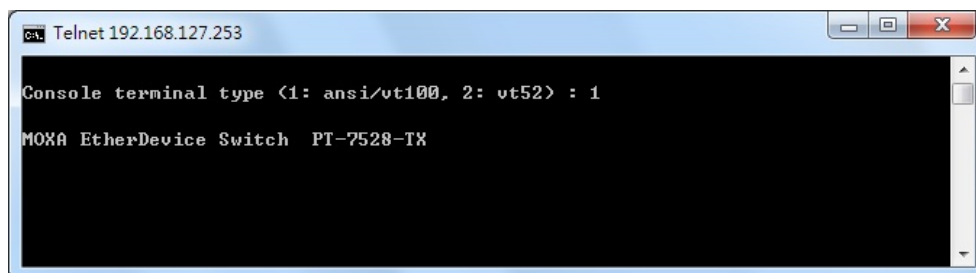 C:\. Telnet 192.168.127.253
Console terminal type (1: ansi/vt100, 2: vt52) : 1
MOXA EtherDevice Switch  PT-7528-TX